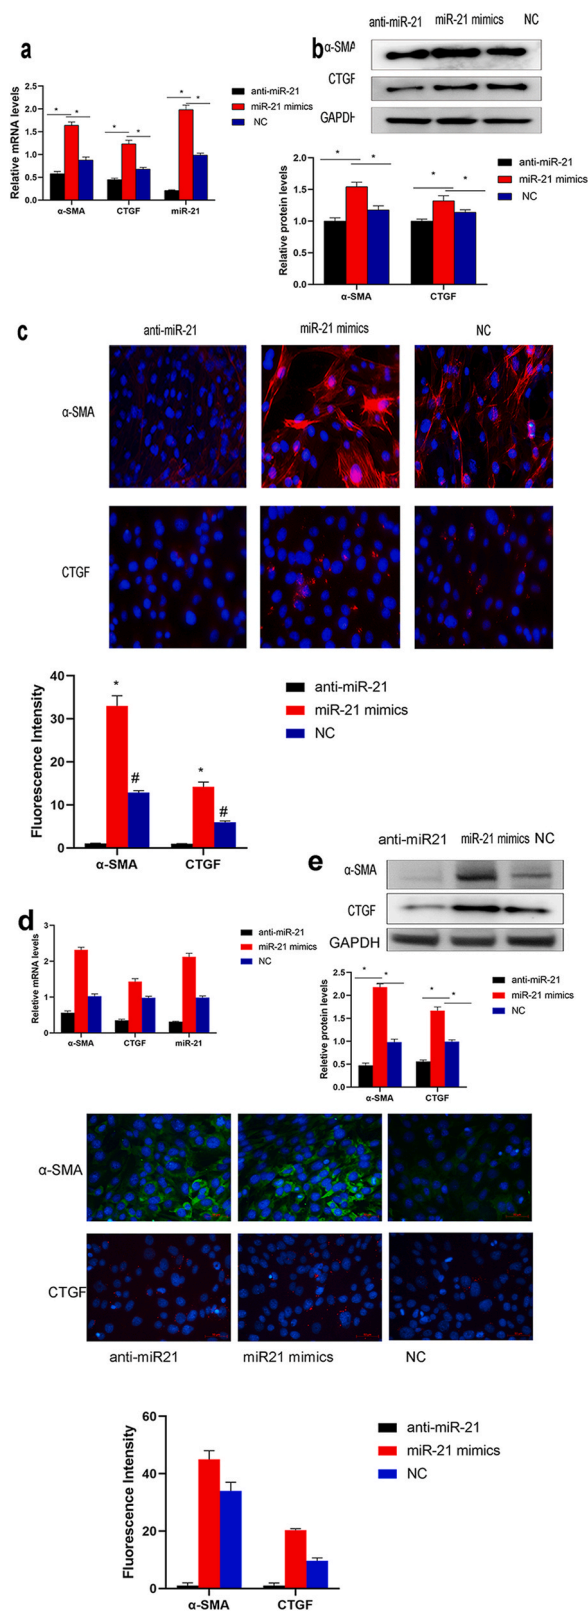 a
anti-miR-21
miR-21 mimics
NC
Relative mRNA levels
2.5
2.0
1.5
1.0
0.5
0.0
* * * * * *
α-SMA CTGF miR-21
b
anti-miR-21 miR-21 mimics NC
α-SMA
CTGF
GAPDH
anti-miR-21
miR-21 mimics
NC
Relative protein levels
2.0
1.5
1.0
0.5
0.0
* * * *
α-SMA CTGF
c
anti-miR-21 miR-21 mimics NC
α-SMA
CTGF
anti-miR-21
miR-21 mimics
NC
Fluorescence Intensity
40
30
20
10
0
* # * #
α-SMA CTGF
d
anti-miR-21
miR-21 mimics
NC
Relative mRNA levels
3
2
1
0
α-SMA CTGF miR-21
e
anti-miR21 miR-21 mimics NC
α-SMA
CTGF
GAPDH
anti-miR-21
miR-21 mimics
NC
Reletive protein levels
2.5
2.0
1.5
1.0
0.5
0.0
* * * *
α-SMA CTGF
α-SMA
CTGF
anti-miR21 miR21 mimics NC
anti-miR-21
miR-21 mimics
NC
Fluorescence Intensity
60
40
20
0
α-SMA CTGF